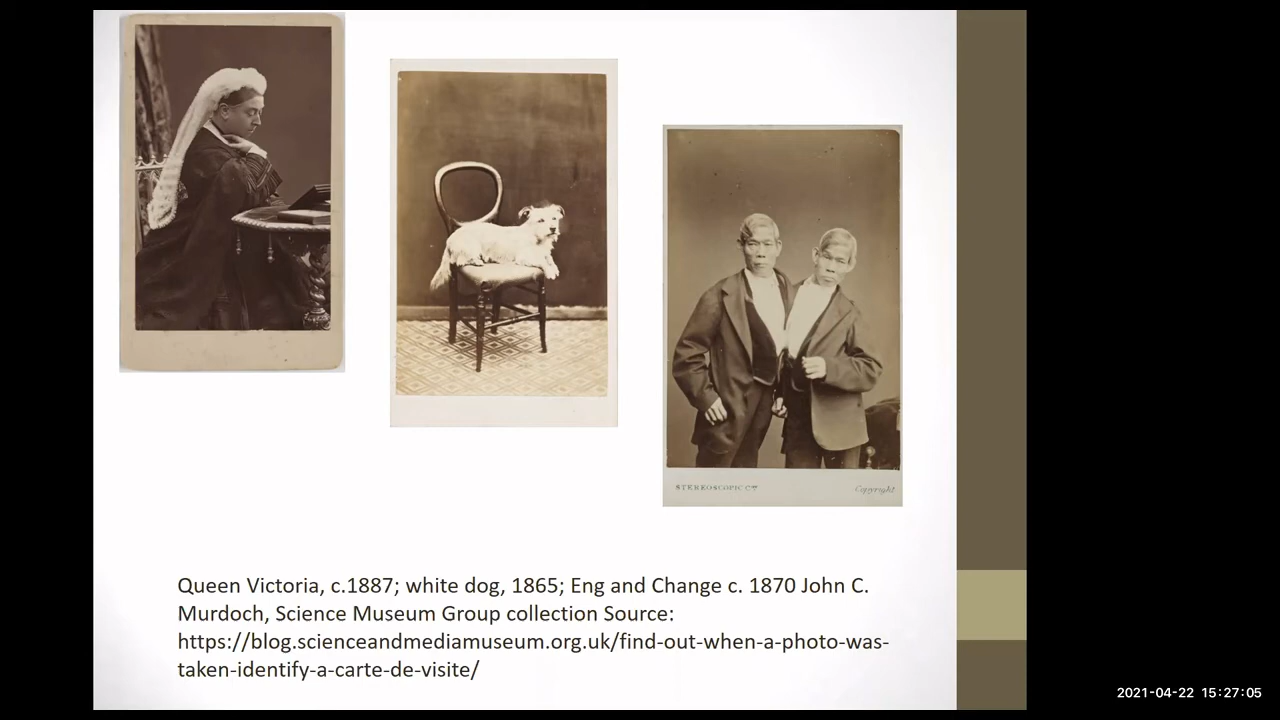 STEREOSCOPIC Co
Copyright
Queen Victoria, c.1887; white dog, 1865; Eng and Change c. 1870 John C.
Murdoch, Science Museum Group collection Source:
https://blog.scienceandmediamuseum.org.uk/find-out-when-a-photo-was-
taken-identify-a-carte-de-visite/
2021-04-22 15:27:05